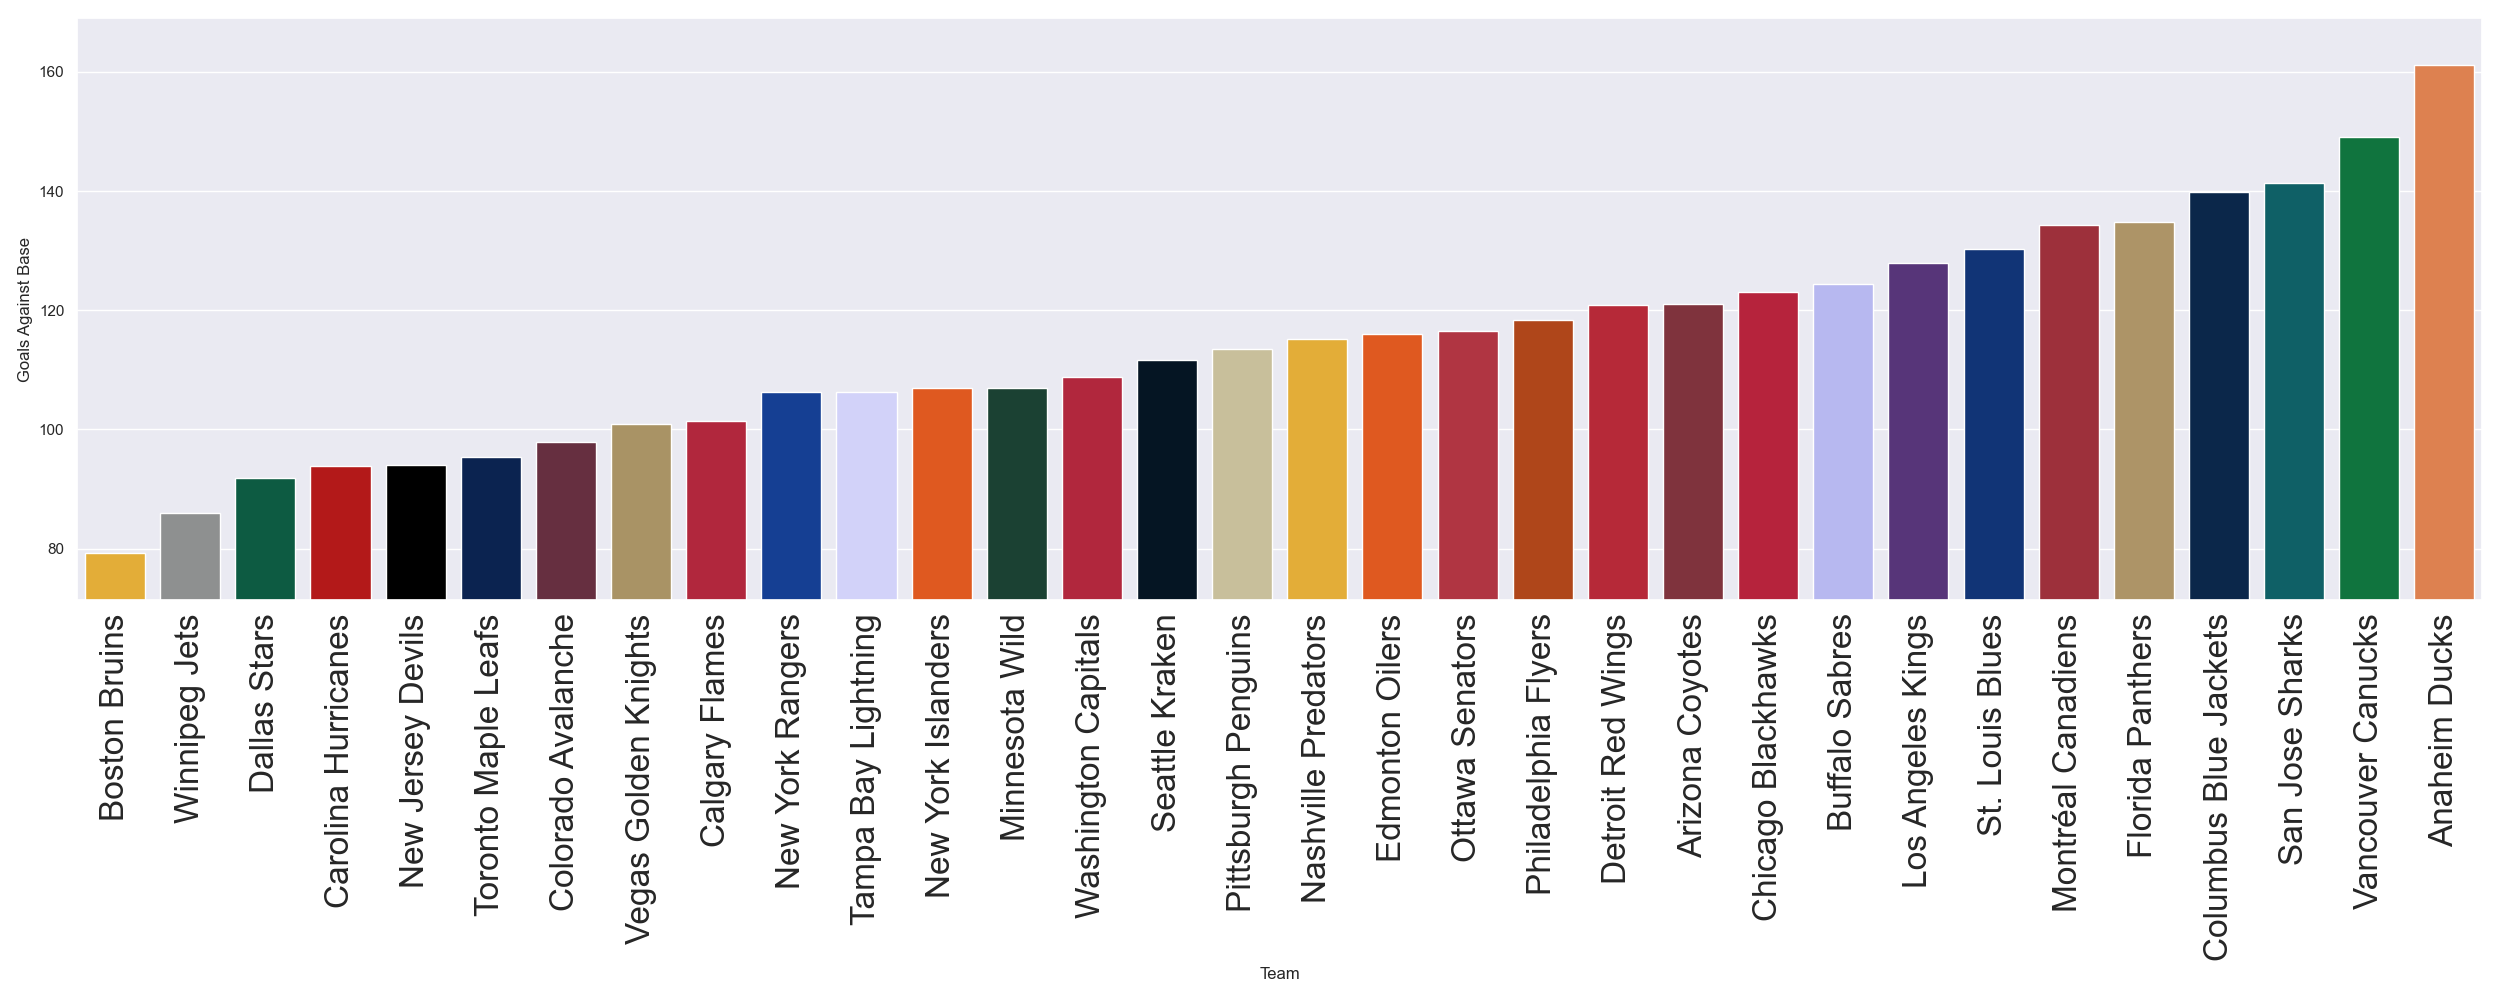 160
140
120
100
80
Goals Against Base
Boston Bruins
Winnipeg Jets
Dallas Stars
Carolina Hurricanes
New Jersey Devils
Toronto Maple Leafs
Colorado Avalanche
Vegas Golden Knights
Calgary Flames
New York Rangers
Tampa Bay Lightning
New York Islanders
Minnesota Wild
Washington Capitals
Seattle Kraken
Pittsburgh Penguins
Nashville Predators
Edmonton Oilers
Ottawa Senators
Philadelphia Flyers
Detroit Red Wings
Arizona Coyotes
Chicago Blackhawks
Buffalo Sabres
Los Angeles Kings
St. Louis Blues
Montréal Canadiens
Florida Panthers
Columbus Blue Jackets
San Jose Sharks
Vancouver Canucks
Anaheim Ducks
Team